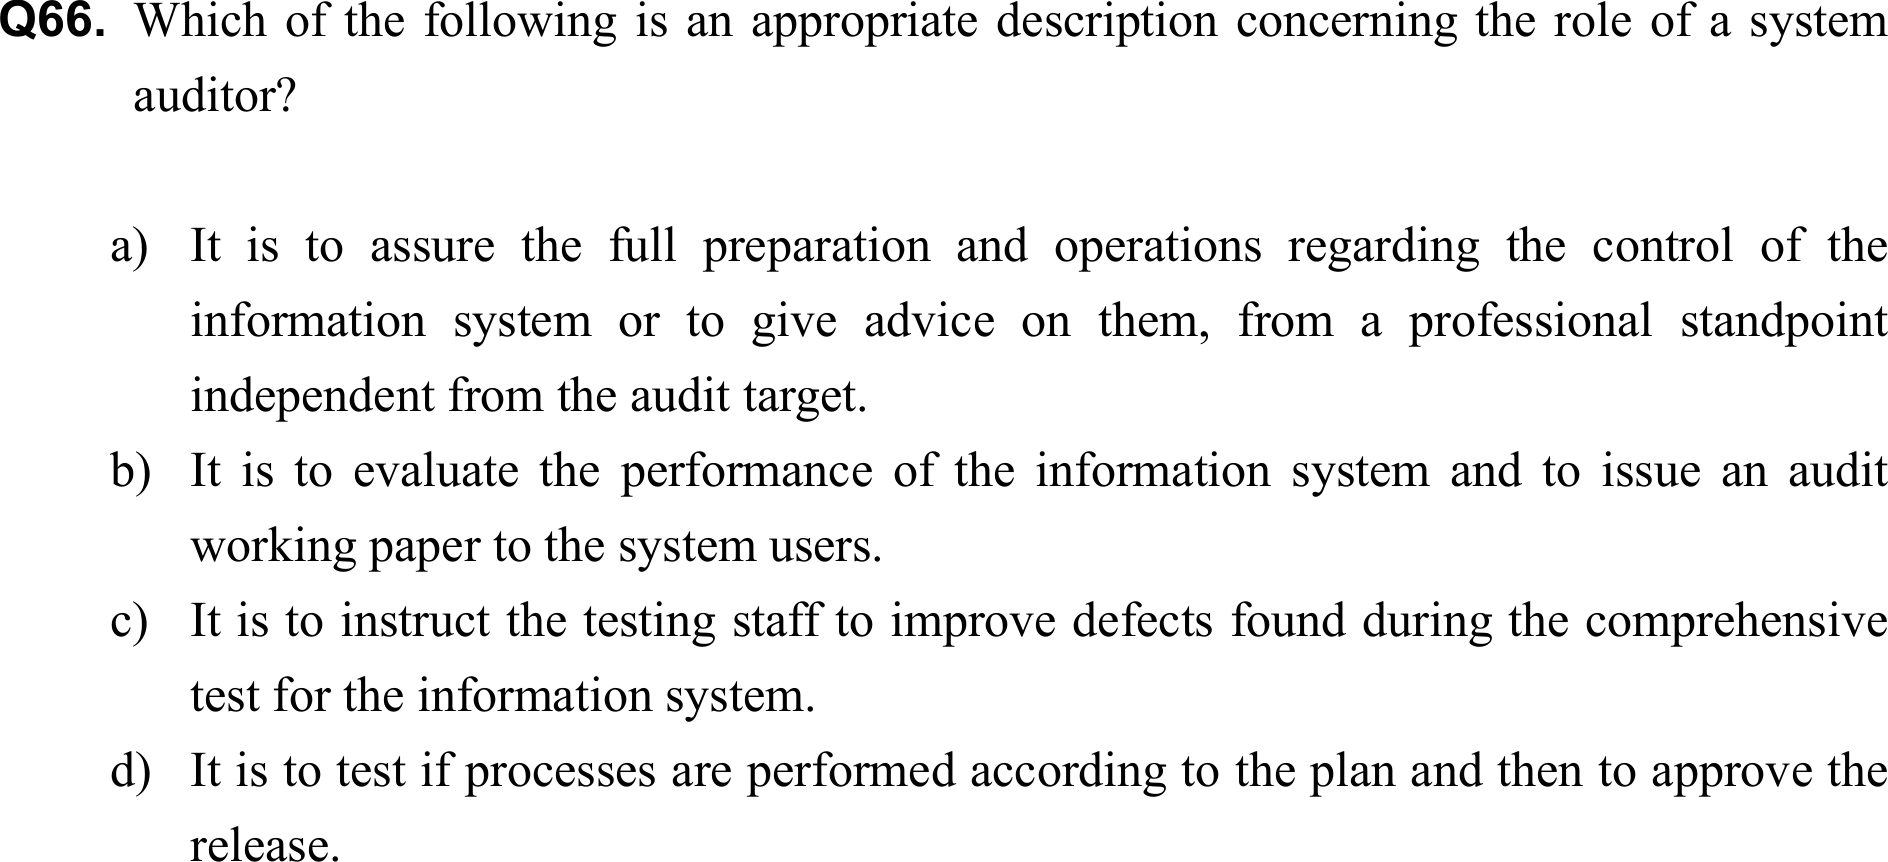 Q66. Which of the following is an appropriate description concerning the role of a system
auditor?
a) It is to assure the full preparation and operations regarding the control of the
information system or to give advice on them, from a professional standpoint
independent from the audit target.
b) It is to evaluate the performance of the information system and to issue an audit
working paper to the system users.
c) It is to instruct the testing staff to improve defects found during the comprehensive
test for the information system.
d) It is to test if processes are performed according to the plan and then to approve the
release.